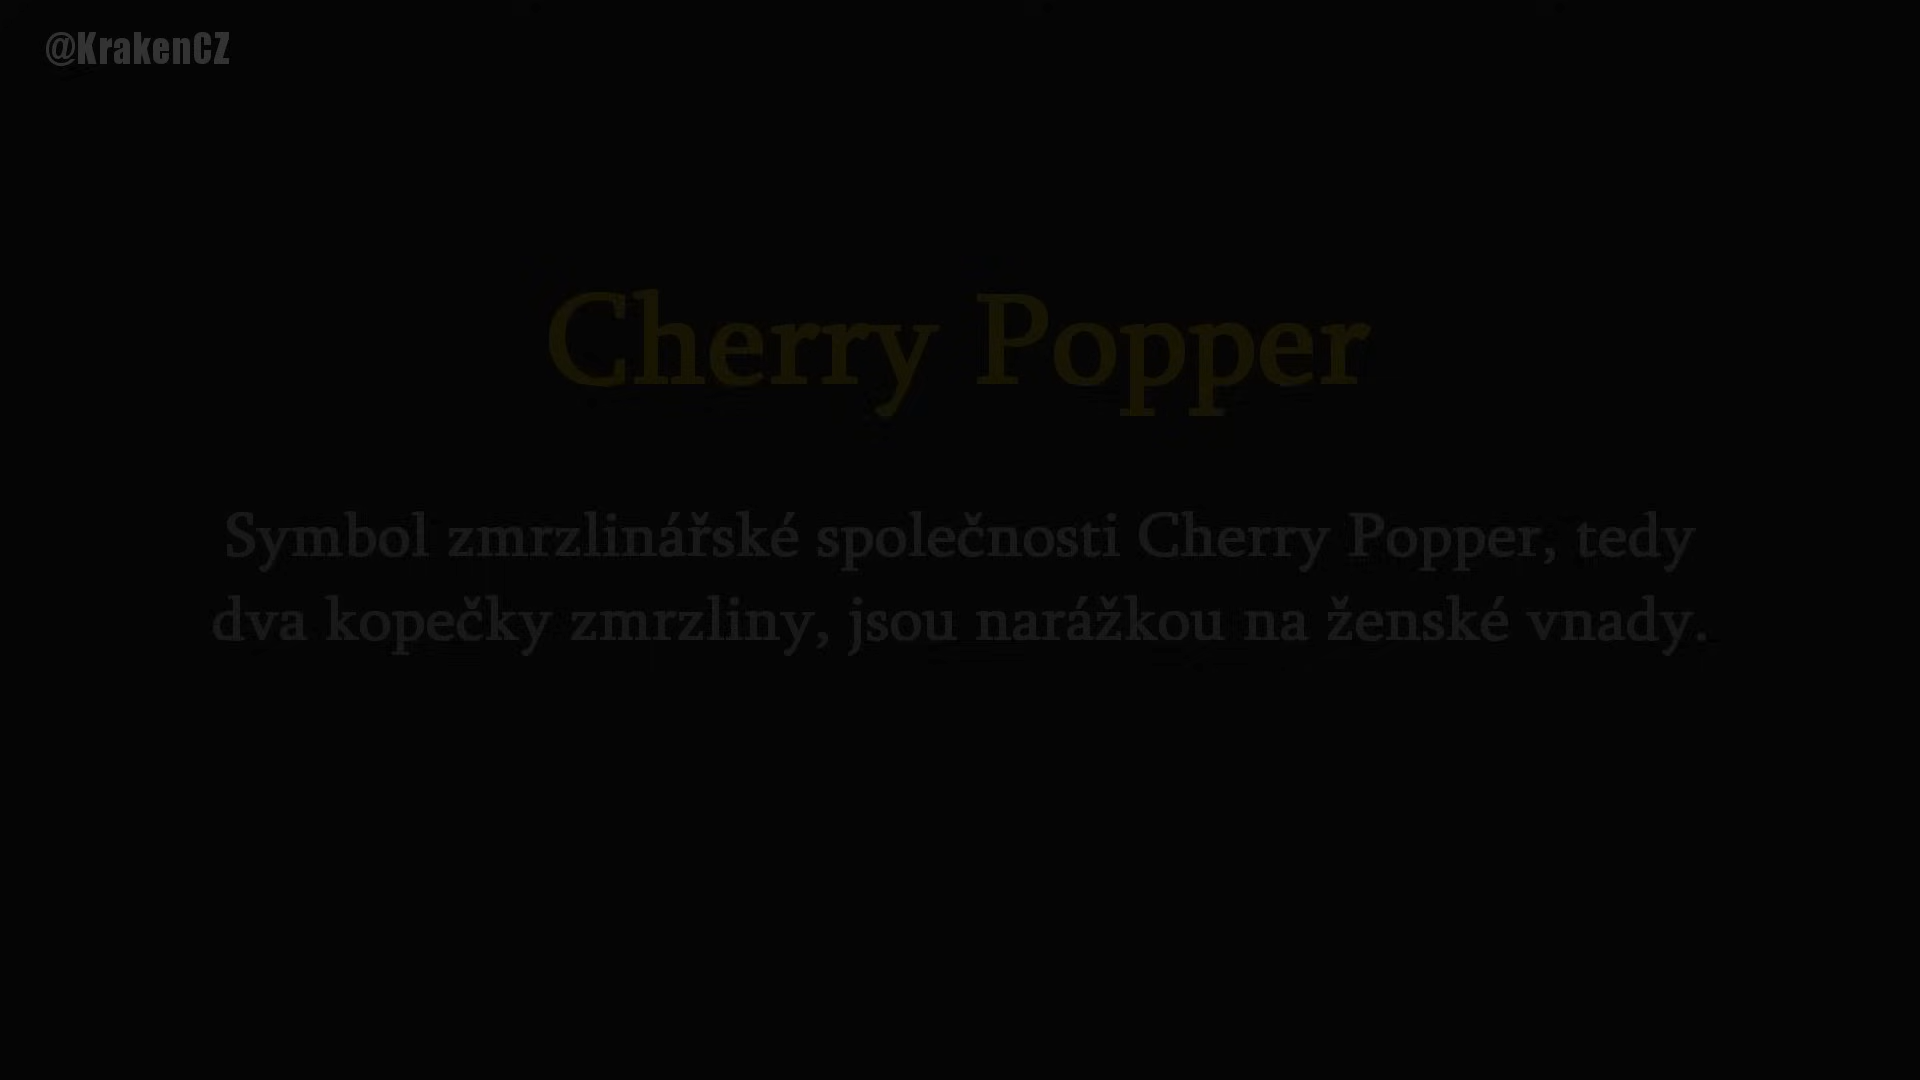 @KrakenCZ
Cherry Popper
Symbol zmrzlinářské společnosti Cherry Popper, tedy
dva kopečky zmrzliny, jsou narážkou na ženské vnady.